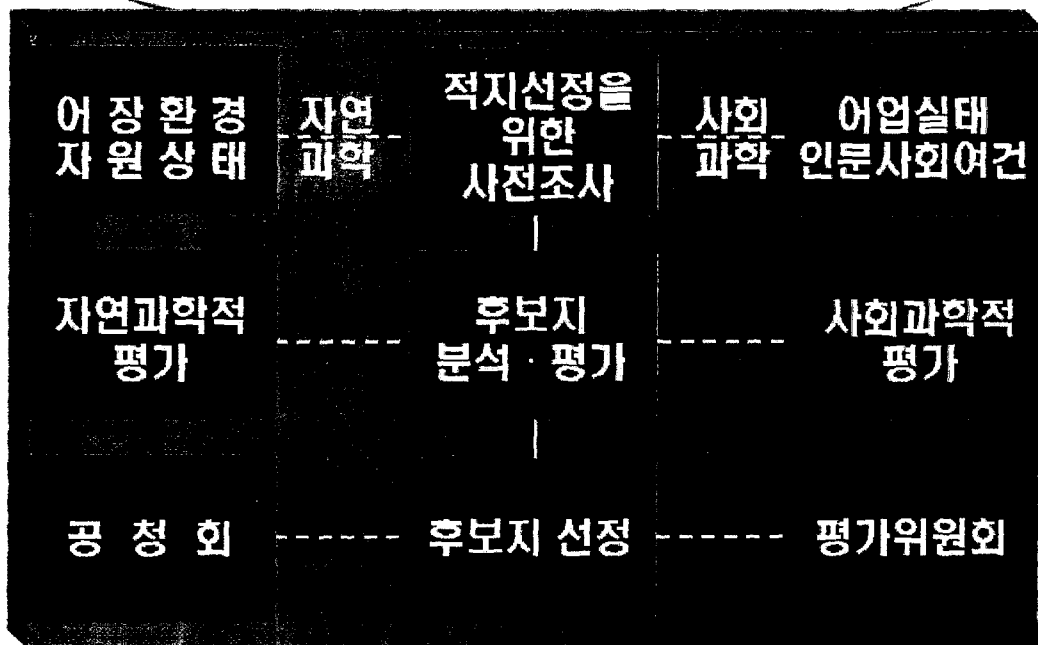 어 장 환 경
자 원 상 태
자연
과학
적지선정을
위한
사전조사
사회
과학
어업실태
인문사회여건
자연과학적
평가
후보지
분석 · 평가
사회과학적
평가
공 청 회
후보지 선정
평가위원회